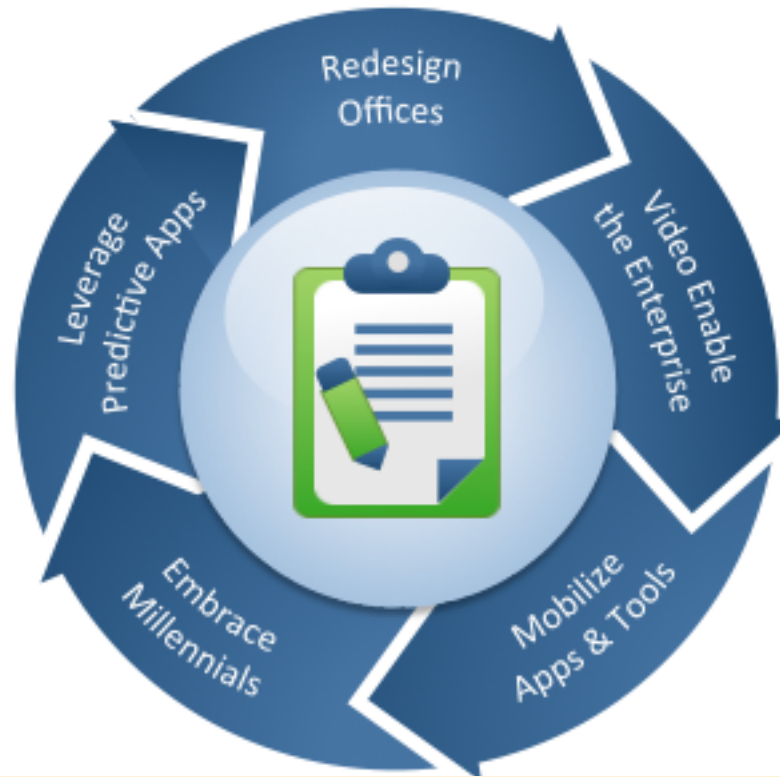 Redesign
Offices
Video Enable
the Enterprise
Mobilize
Apps & Tools
Embrace
Millennials
Leverage
Predictive Apps